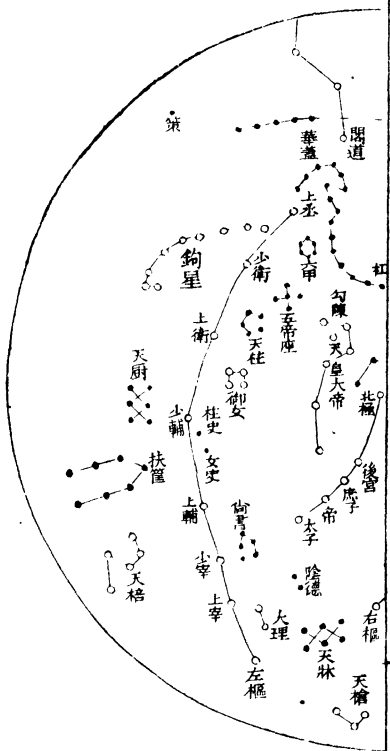 閣道
華蓋
策
上丞
六甲
杠
鉤星
少衛
五帝座
勾陳
上衛
天柱
天皇大帝
天厨
御女
北極
少輔
柱史
扶筐
女史
後宮
庶子
帝
太子
上輔
尚書
少宰
天棓
陰德
上宰
大理
右樞
天牀
左樞
天槍